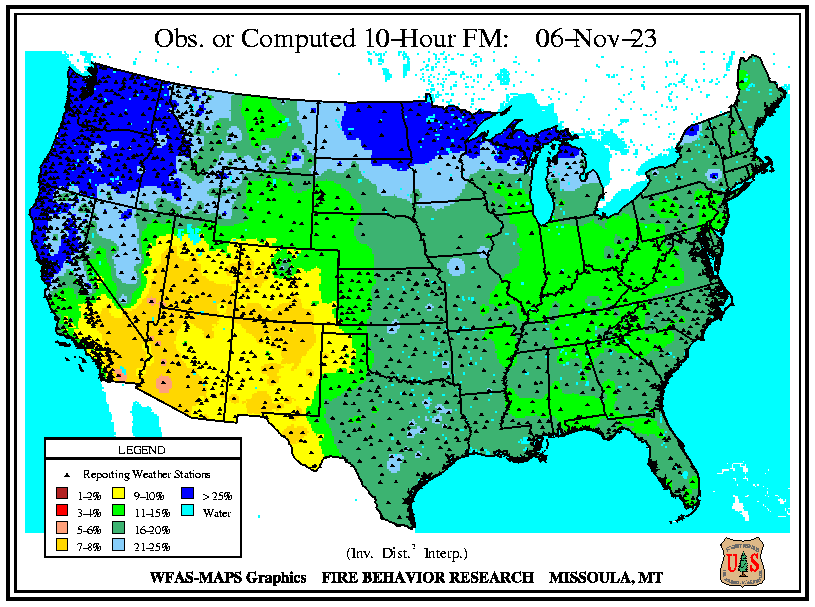 Obs. or Computed 10-Hour FM: 06-Nov-23
LEGEND
Reporting Weather Stations
1-2% 9-10% > 25%
3-4% 11-15% Water
5-6% 16-20%
7-8% 21-25%
(Inv. Dist.² Interp.)
WFAS-MAPS Graphics FIRE BEHAVIOR RESEARCH MISSOULA, MT
U S